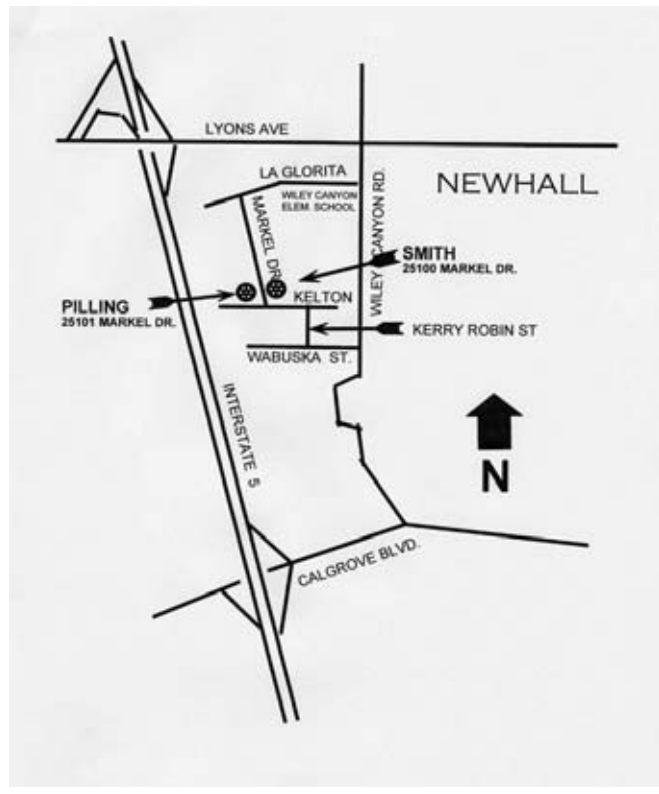 LYONS AVE
LA GLORITA
WILEY CANYON
ELEM. SCHOOL
NEWHALL
MARKEL DR.
WILEY CANYON RD.
SMITH
25100 MARKEL DR.
PILLING
25101 MARKEL DR.
KELTON
KERRY ROBIN ST
WABUSKA ST.
INTERSTATE 5
N
CALGROVE BLVD.